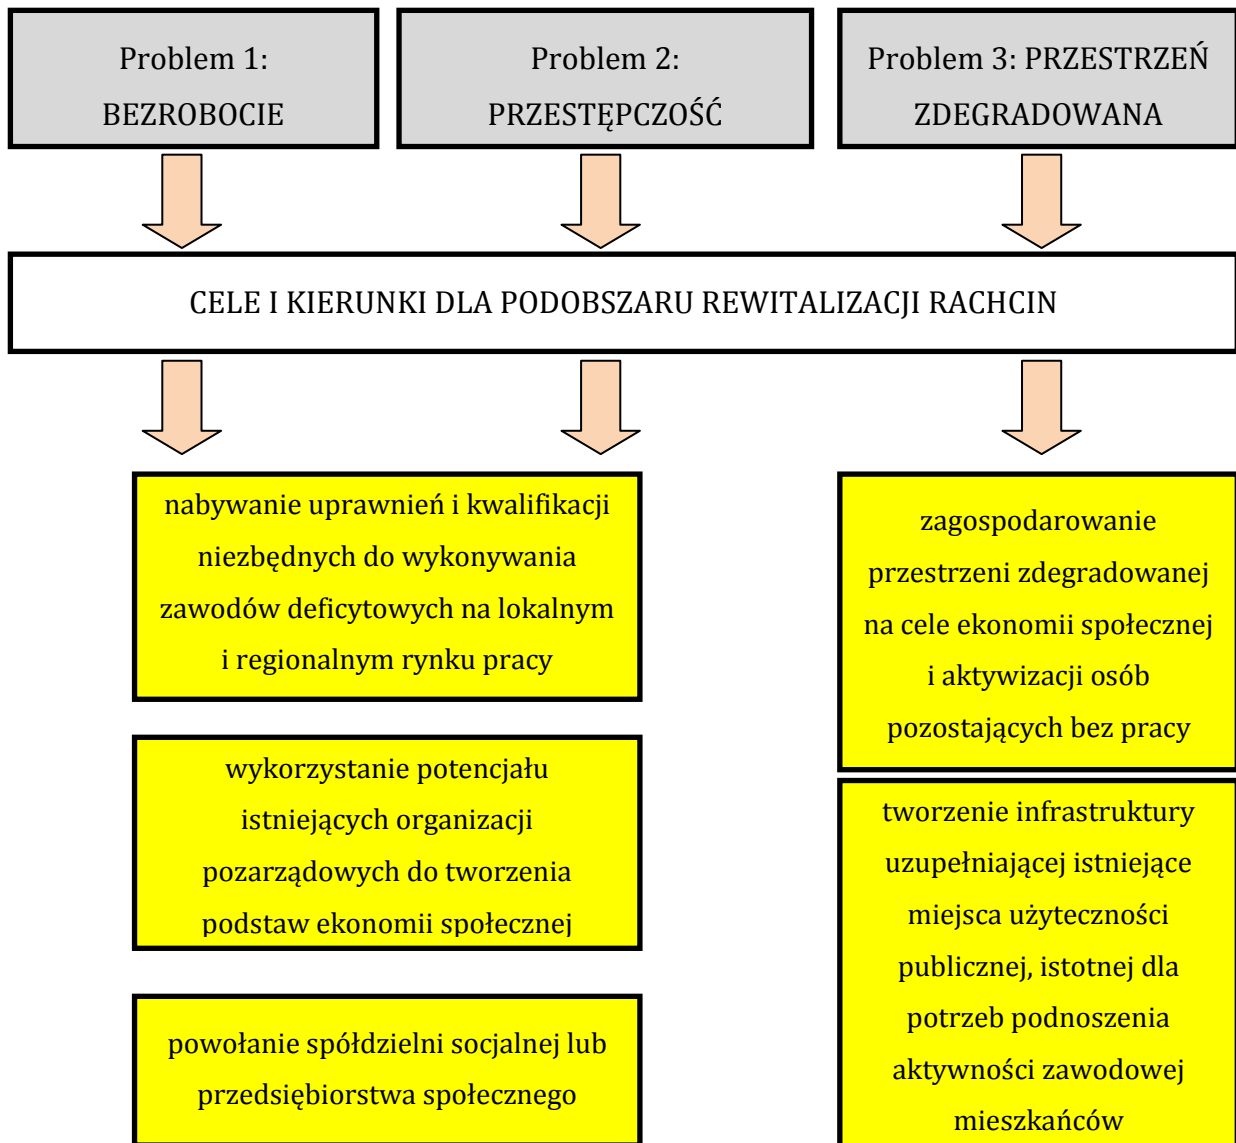 Problem 1:
BEZROBOCIE
Problem 2:
PRZESTĘPCZOŚĆ
Problem 3: PRZESTRZEŃ
ZDEGRADOWANA
CELE I KIERUNKI DLA PODOBSZARU REWITALIZACJI RACHCIN
nabywanie uprawnień i kwalifikacji
niezbędnych do wykonywania
zawodów deficytowych na lokalnym
i regionalnym rynku pracy
wykorzystanie potencjału
istniejących organizacji
pozarządowych do tworzenia
podstaw ekonomii społecznej
powołanie spółdzielni socjalnej lub
przedsiębiorstwa społecznego
zagospodarowanie
przestrzeni zdegradowanej
na cele ekonomii społecznej
i aktywizacji osób
pozostających bez pracy
tworzenie infrastruktury
uzupełniającej istniejące
miejsca użyteczności
publicznej, istotnej dla
potrzeb podnoszenia
aktywności zawodowej
mieszkańców